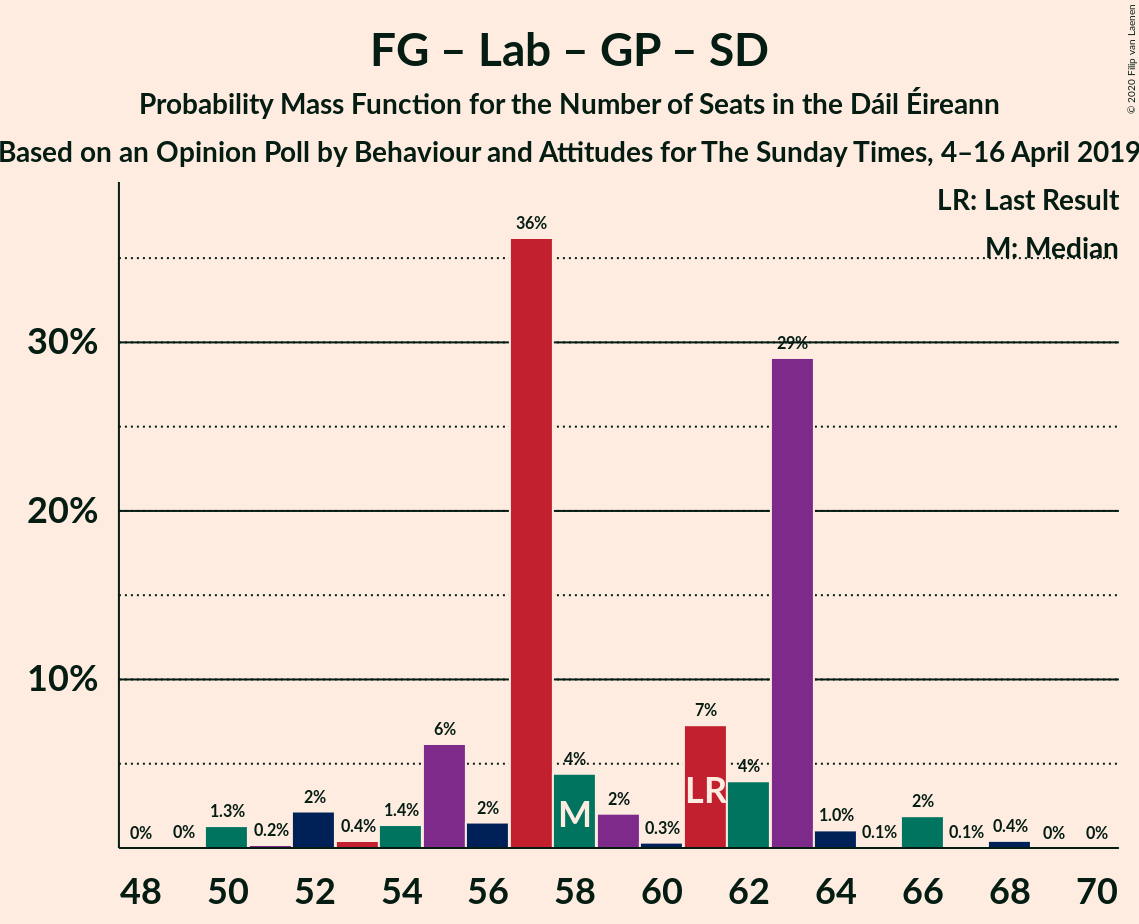 FG – Lab – GP – SD
Probability Mass Function for the Number of Seats in the Dáil Éireann
Based on an Opinion Poll by Behaviour and Attitudes for The Sunday Times, 4–16 April 2019
© 2020 Filip van Laenen
LR: Last Result
M: Median
30%
20%
10%
0%
0%
1.3%
0.2%
2%
0.4%
1.4%
6%
2%
36%
4%
2%
0.3%
7%
4%
29%
1.0%
0.1%
2%
0.1%
0.4%
0%
0%
M
LR
48 50 52 54 56 58 60 62 64 66 68 70